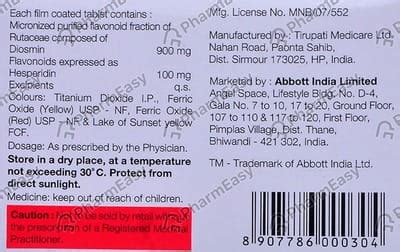 Each film coated tablet contains :
Micronized purified flavonoid fraction of
Rutaceae composed of
Diosmin 900 mg
Flavonoids expressed as
Hesperidin 100 mg
Excipients q.s.
Colours: Titanium Dioxide I.P., Ferric
Oxide (Yellow) USP - NF, Ferric Oxide
(Red) USP - NF & Lake of Sunset yellow
FCF.
Dosage: As prescribed by the Physician.
Store in a dry place, at a temperature
not exceeding 30°C. Protect from
direct sunlight.
Medicine: keep out of reach of children.
Caution : Not to be sold by retail without
the prescription of a Registered Medical
Practitioner.
Mfg. License No. MNB/07/552
Manufactured by : Tirupati Medicare Ltd.
Nahan Road, Paonta Sahib,
Dist. Sirmour 173025, HP, India.
Marketed by : Abbott India Limited
Angel Space, Lifestyle Bldg. No. D-4,
Gala No. 7 to 10, 17 to 20, Ground Floor,
107 to 110 & 117to 120, First Floor,
Pimplas Village, Dist. Thane,
Bhiwandi - 421 302, India.
TM - Trademark of Abbott India Ltd.
8907786000304
PharmEasy